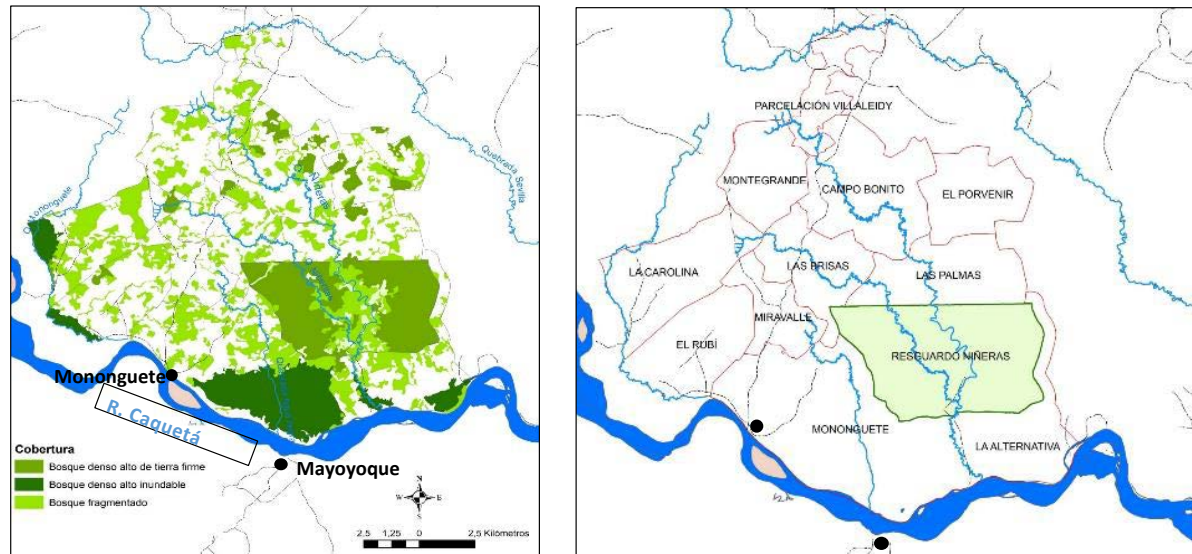 Quebrada Sevilla
Mononguete
R. Caquetá
Mayoyoque
Cobertura
Bosque denso alto de tierra firme
Bosque denso alto inundable
Bosque fragmentado
N
W
E
S
2,5 1,25 0 2,5 Kilómetros
PARCELACIÓN VILLALEIDY
MONTEGRANDE
CAMPO BONITO
EL PORVENIR
LA CAROLINA
LAS BRISAS
LAS PALMAS
MIRAVALLE
EL RUBÍ
RESGUARDO NIÑERAS
MONONGUETE
LA ALTERNATIVA